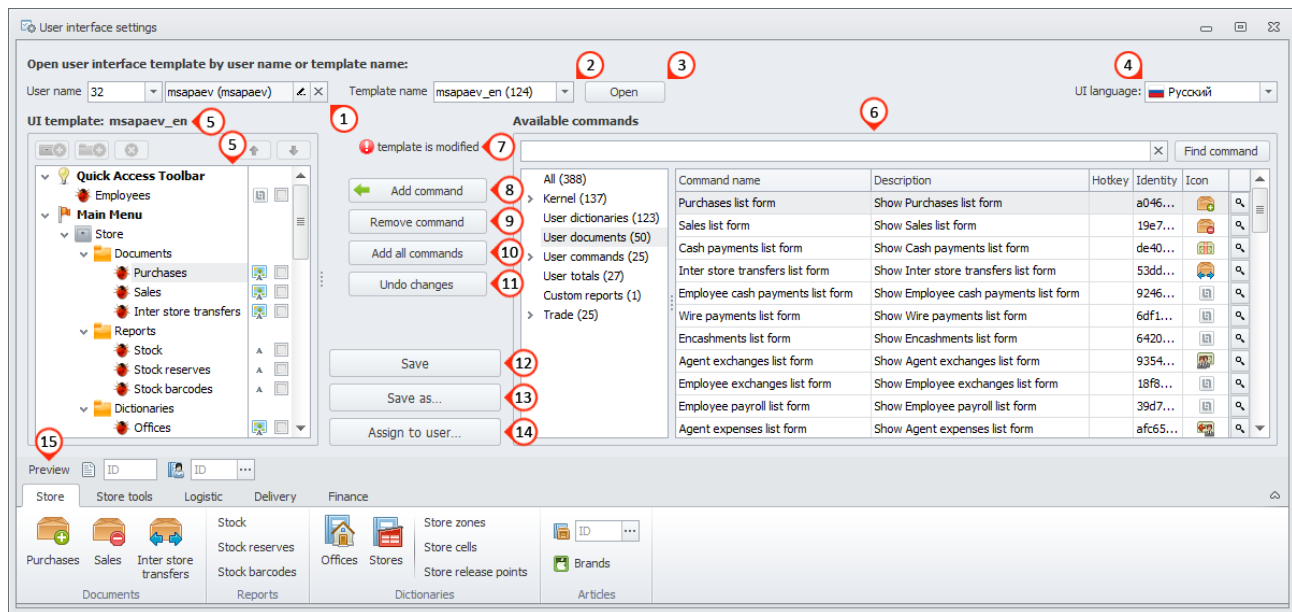 User interface settings
Open user interface template by user name or template name:
2
3
4
User name 32 msapaev (msapaev) Template name msapaev_en (124) Open UI language: Русский
1
UI template: msapaev_en 5 Available commands 6
5
template is modified 7 Find command
Quick Access Toolbar
Employees
Main Menu
Store
Documents
Purchases
Sales
Inter store transfers
Reports
Stock A
Stock reserves A
Stock barcodes A
Dictionaries
Offices
Add command 8
Remove command 9
Add all commands 10
Undo changes 11
Save 12
Save as... 13
Assign to user... 14
All (388)
Kernel (137)
User dictionaries (123)
User documents (50)
User commands (25)
User totals (27)
Custom reports (1)
Trade (25)
Command name Description Hotkey Identity Icon
Purchases list form Show Purchases list form a046...
Sales list form Show Sales list form 19e7...
Cash payments list form Show Cash payments list form de40...
Inter store transfers list form Show Inter store transfers list form 53dd...
Employee cash payments list form Show Employee cash payments list form 9246...
Wire payments list form Show Wire payments list form 6df1...
Encashments list form Show Encashments list form 6420...
Agent exchanges list form Show Agent exchanges list form 9354...
Employee exchanges list form Show Employee exchanges list form 18f8...
Employee payroll list form Show Employee payroll list form 39d7...
Agent expenses list form Show Agent expenses list form afc65...
15
Preview ID ID
Store Store tools Logistic Delivery Finance
Purchases
Sales
Inter store
transfers
Documents
Stock
Stock reserves
Stock barcodes
Reports
Offices
Stores
Store zones
Store cells
Store release points
Dictionaries
ID
Brands
Articles